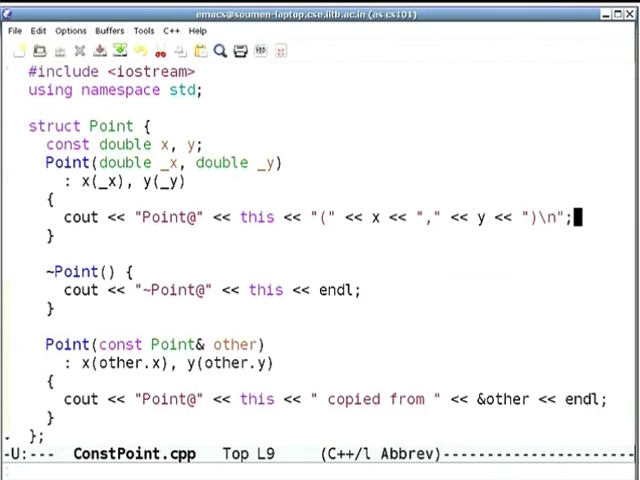 emacs@soumen-laptop.cse.iitb.ac.in (as cs101)
File Edit Options Buffers Tools C++ Help
#include <iostream>
using namespace std;
struct Point {
const double x, y;
Point(double _x, double _y)
: x(_x), y(_y)
{
cout << "Point@" << this << "(" << x << "," << y << ")\n";
}
~Point() {
cout << "~Point@" << this << endl;
}
Point(const Point& other)
: x(other.x), y(other.y)
{
cout << "Point@" << this << " copied from " << &other << endl;
}
};
-U:--- ConstPoint.cpp Top L9 (C++/l Abbrev)----------------------